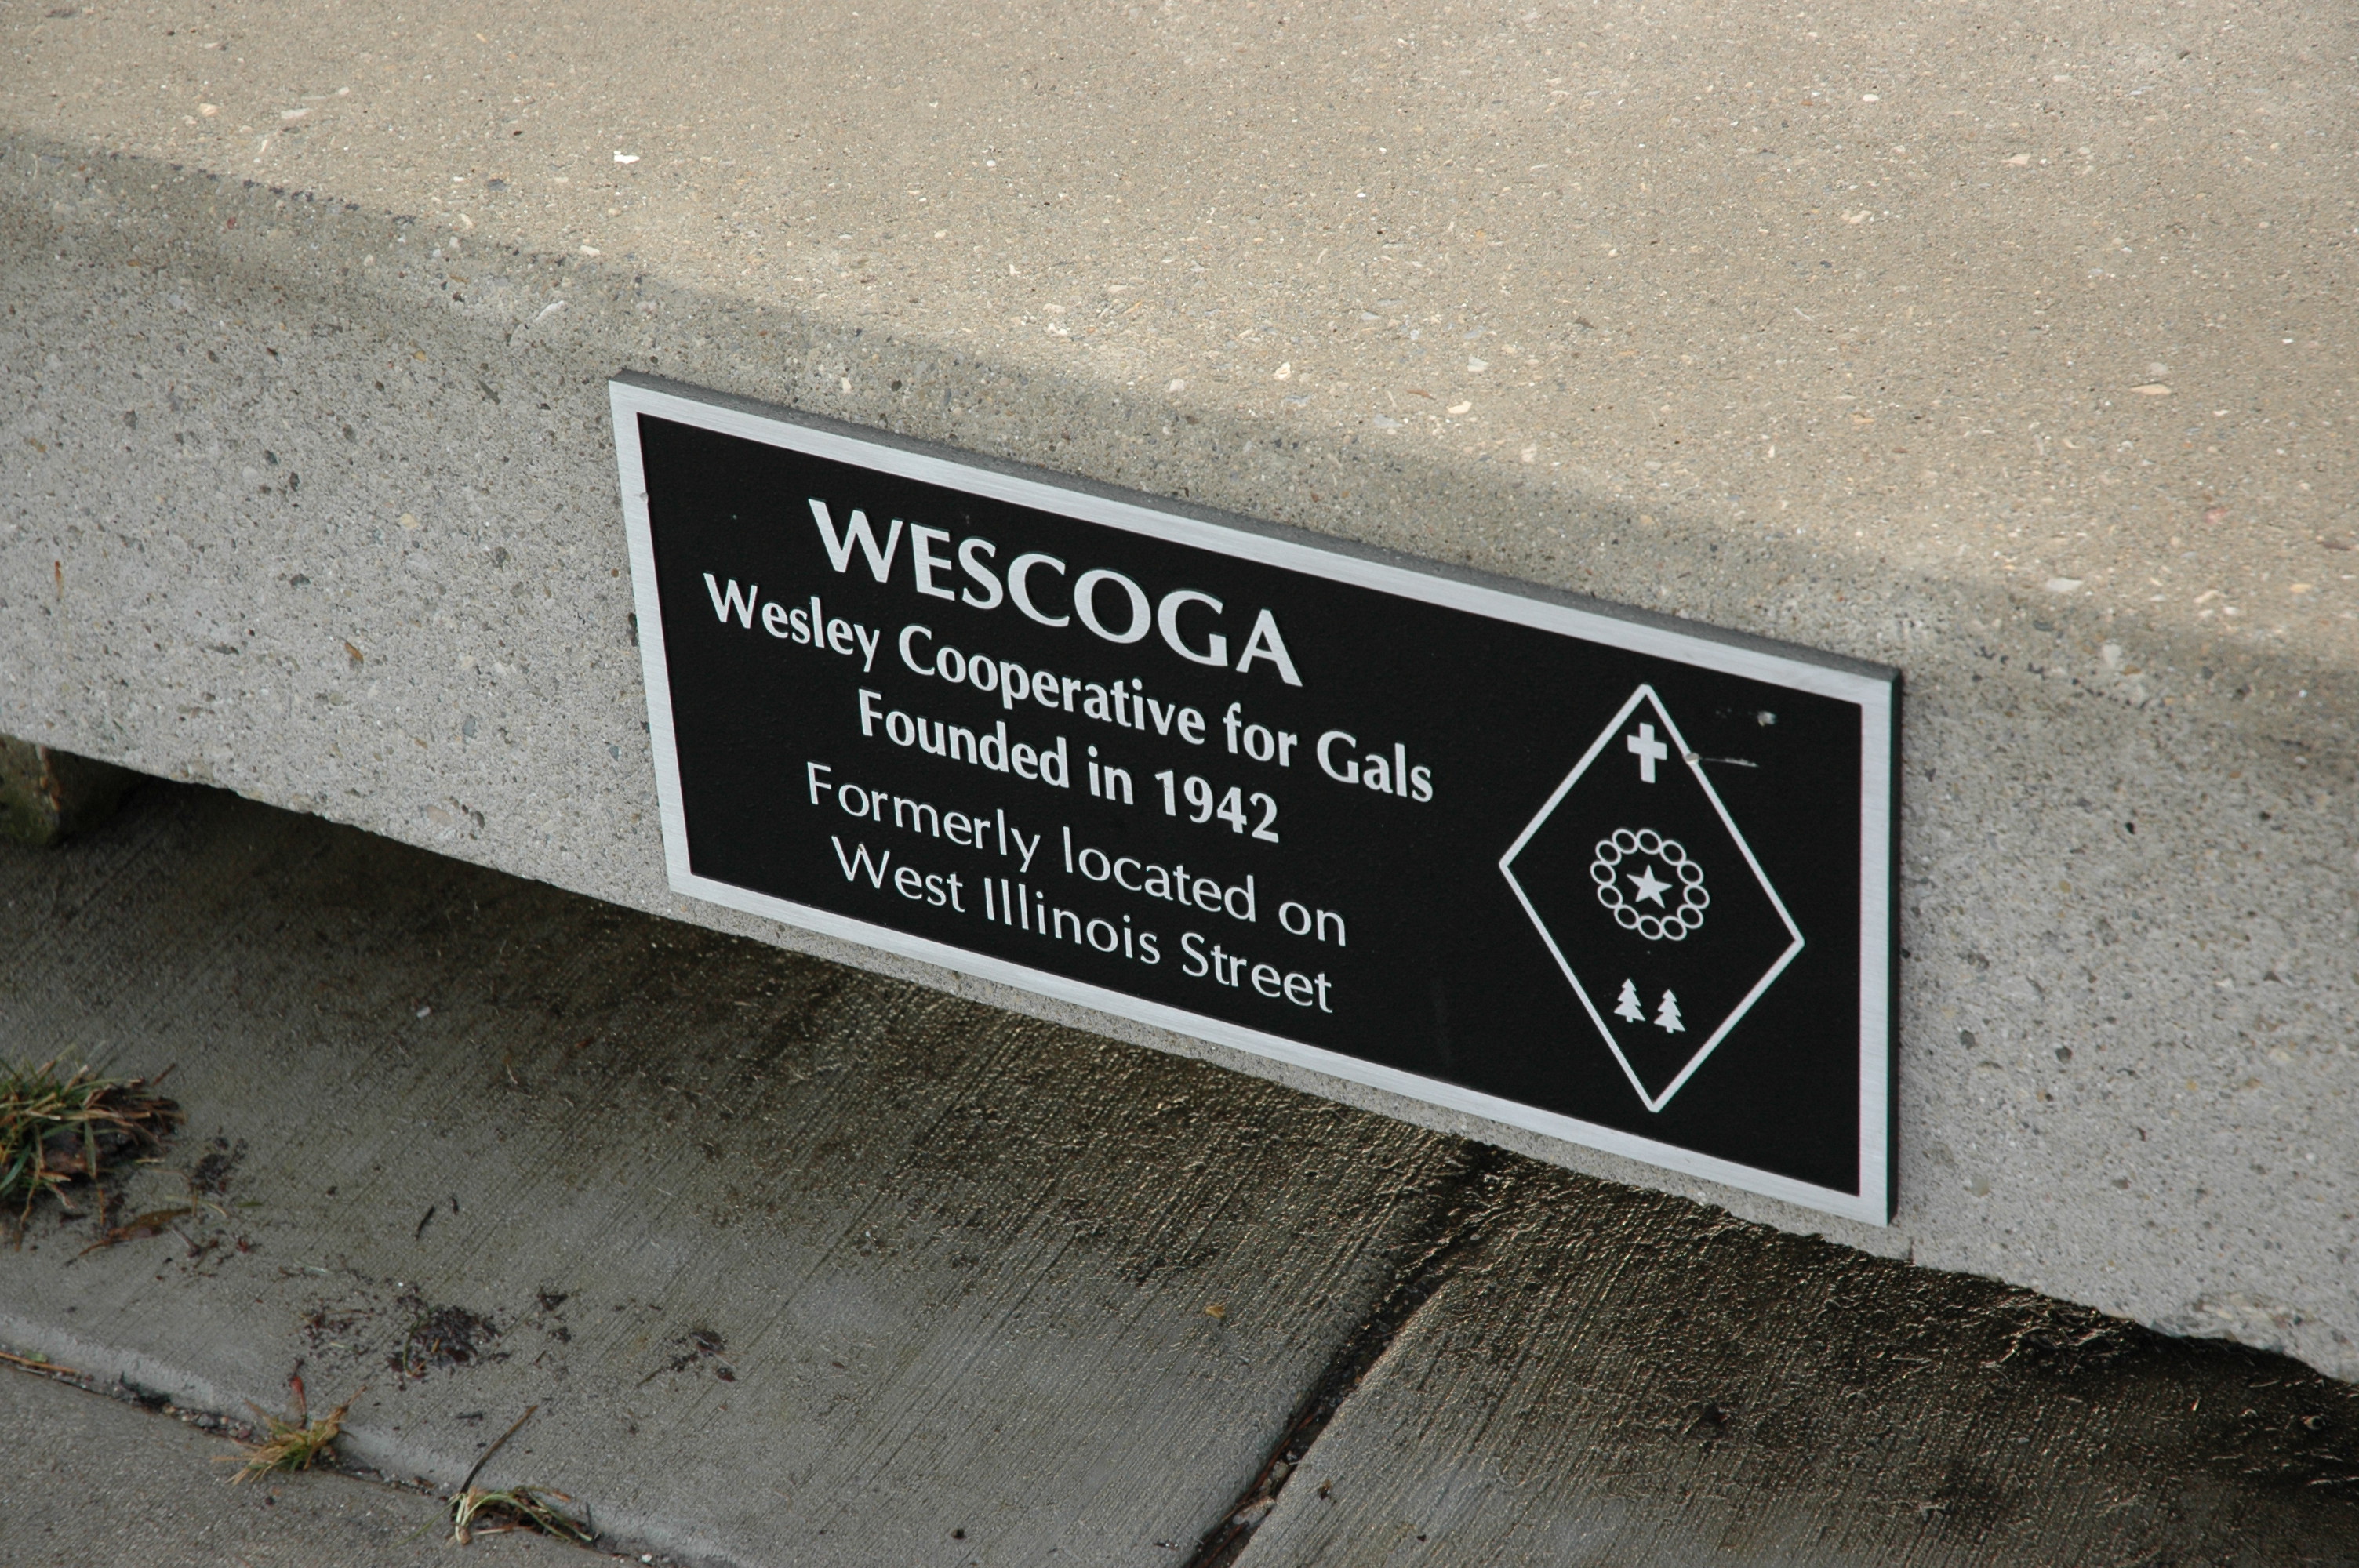 WESCOGA
Wesley Cooperative for Gals
Founded in 1942
Formerly located on
West Illinois Street